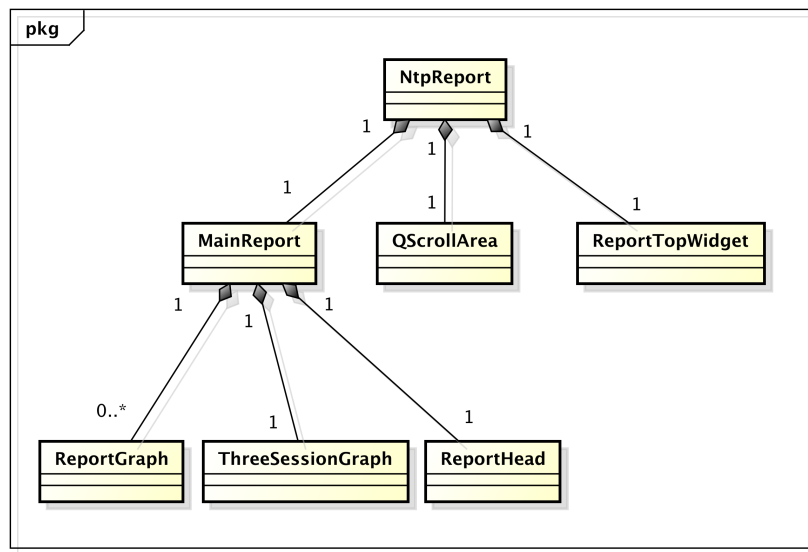 pkg
NtpReport
1
1
1
1
1
1
MainReport
QScrollArea
ReportTopWidget
1
1
1
0..*
1
1
ReportGraph
ThreeSessionGraph
ReportHead